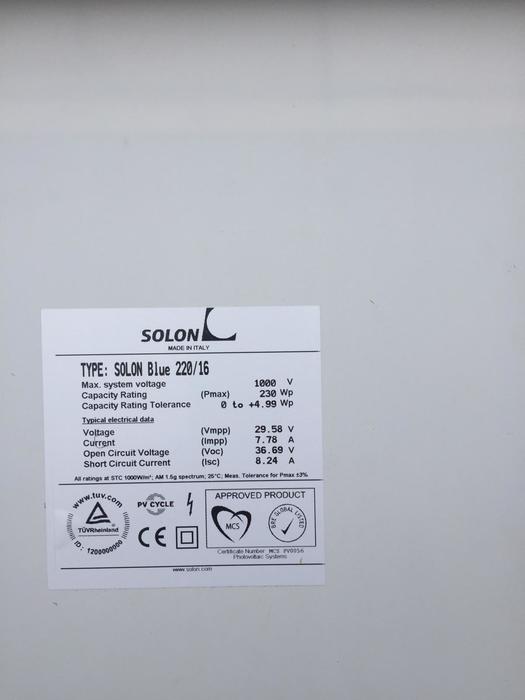 SOLON
MADE IN ITALY
TYPE: SOLON Blue 220/16
Max. system voltage 1000 V
Capacity Rating (Pmax) 230 Wp
Capacity Rating Tolerance 0 to +4.99 Wp
Typical electrical data
Voltage (Vmpp) 29.58 V
Current (Impp) 7.78 A
Open Circuit Voltage (Voc) 36.69 V
Short Circuit Current (Isc) 8.24 A
All ratings at STC 1000W/m²; AM 1.5g spectrum; 25°C; Meas. Tolerance for Pmax ±3%
www.tuv.com
TÜVRheinland
ID: 1200000000
PV CYCLE
CE
APPROVED PRODUCT
MCS
BRE GLOBAL LISTED
Certificate Number MCS PV0056
Photovoltaic Systems
www.solon.com